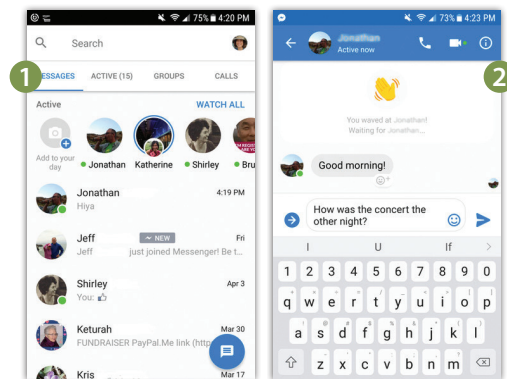 75% 4:20 PM
Search
1
ESSAGES ACTIVE (15) GROUPS CALLS
Active WATCH ALL
Add to your
day
Jonathan Katherine Shirley Bru
Jonathan 4:19 PM
Hiya
Jeff NEW Fri
Jeff just joined Messenger! Be t...
Shirley Apr 3
You:
Keturah Mar 30
FUNDRAISER PayPal.Me link (http
Kris Mar 17
73% 4:23 PM
Jonathan
Active now
2
You waved at Jonathan!
Waiting for Jonathan...
Good morning!
How was the concert the
other night?
I U If
1 2 3 4 5 6 7 8 9 0
q w e r t y u i o p
a s d f g h j k l
z x c v b n m